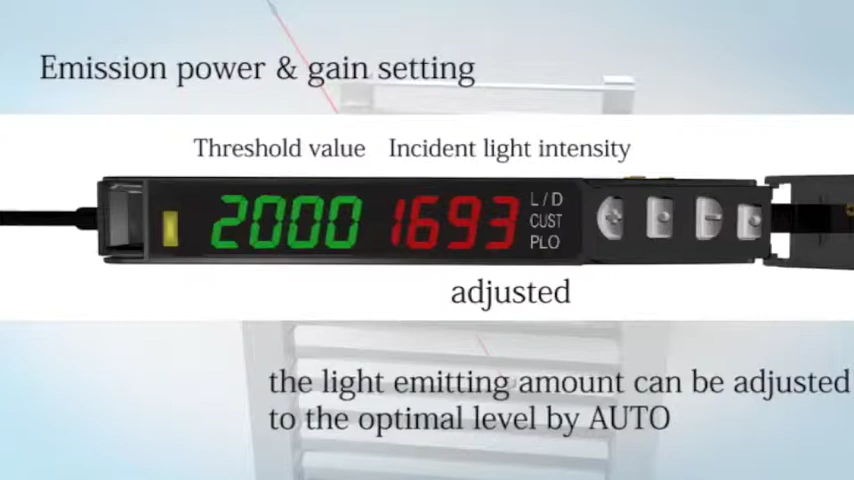 Emission power & gain setting
Threshold value Incident light intensity
2000 1693
L / D
CUST
PLO
adjusted
the light emitting amount can be adjusted
to the optimal level by AUTO